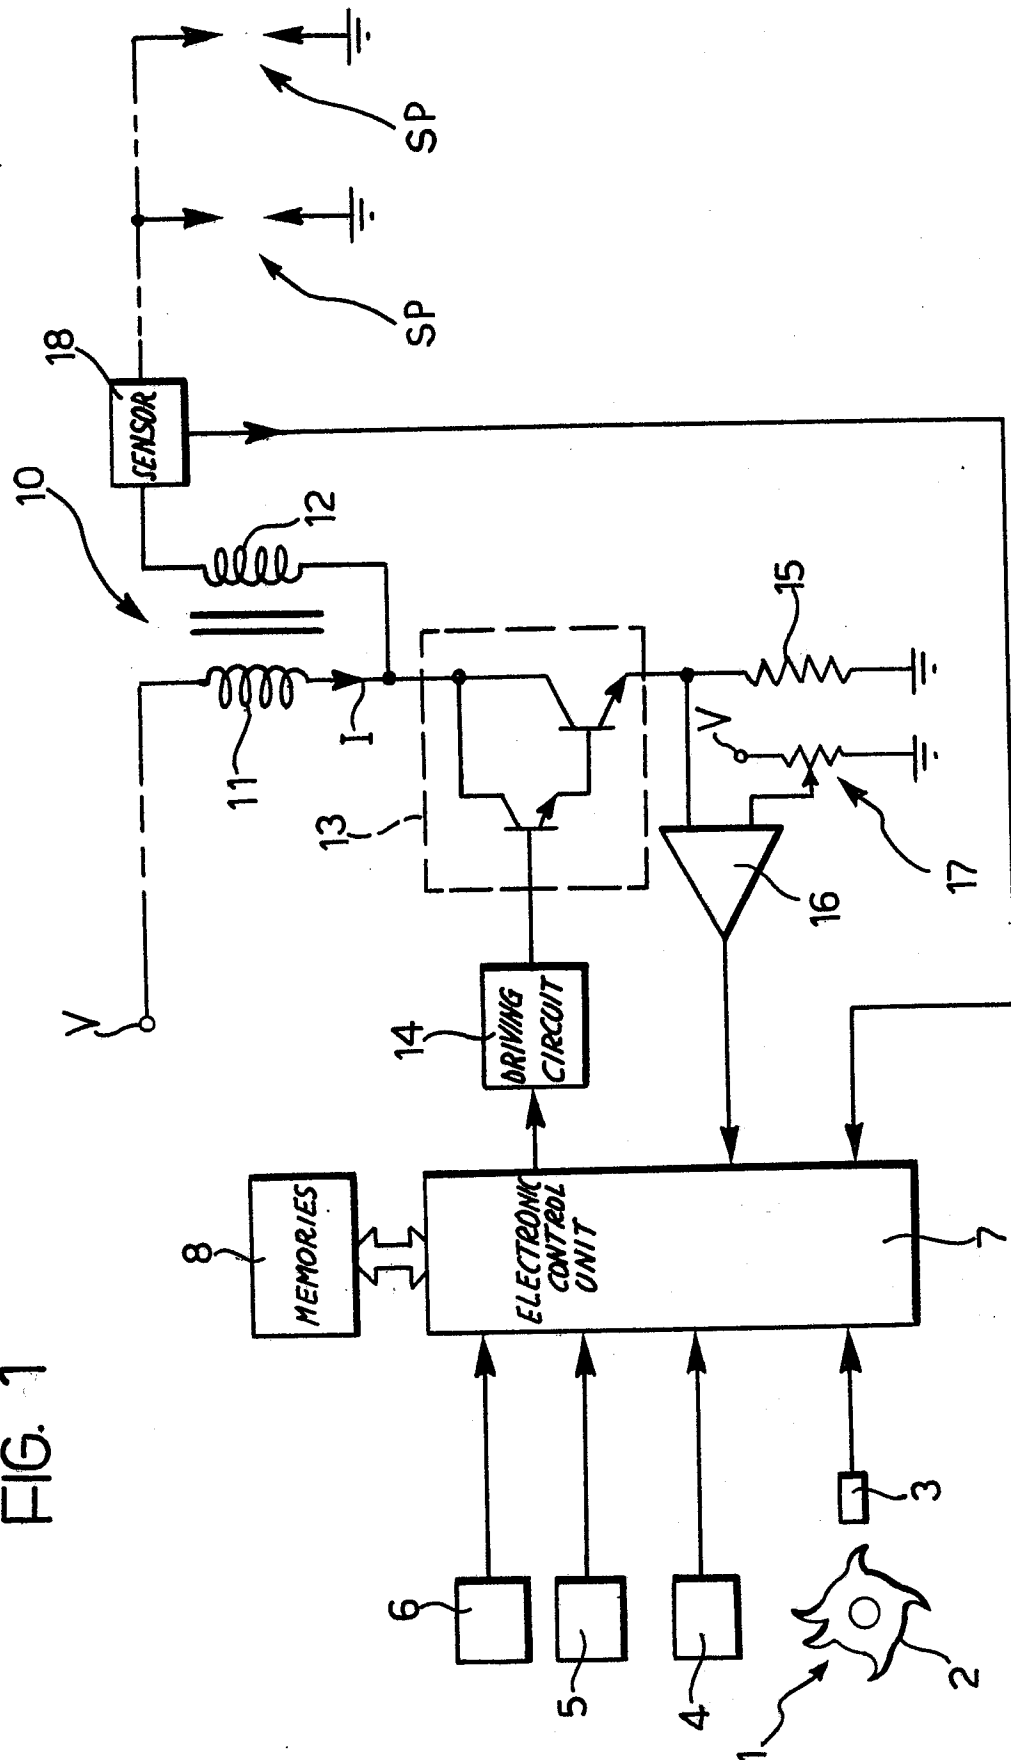 FIG. 1
V
10
18
SENSOR
SP
SP
11
12
I
13
14
DRIVING
CIRCUIT
15
V
16
17
8
MEMORIES
ELECTRONIC
CONTROL
UNIT
7
6
5
4
3
2
1